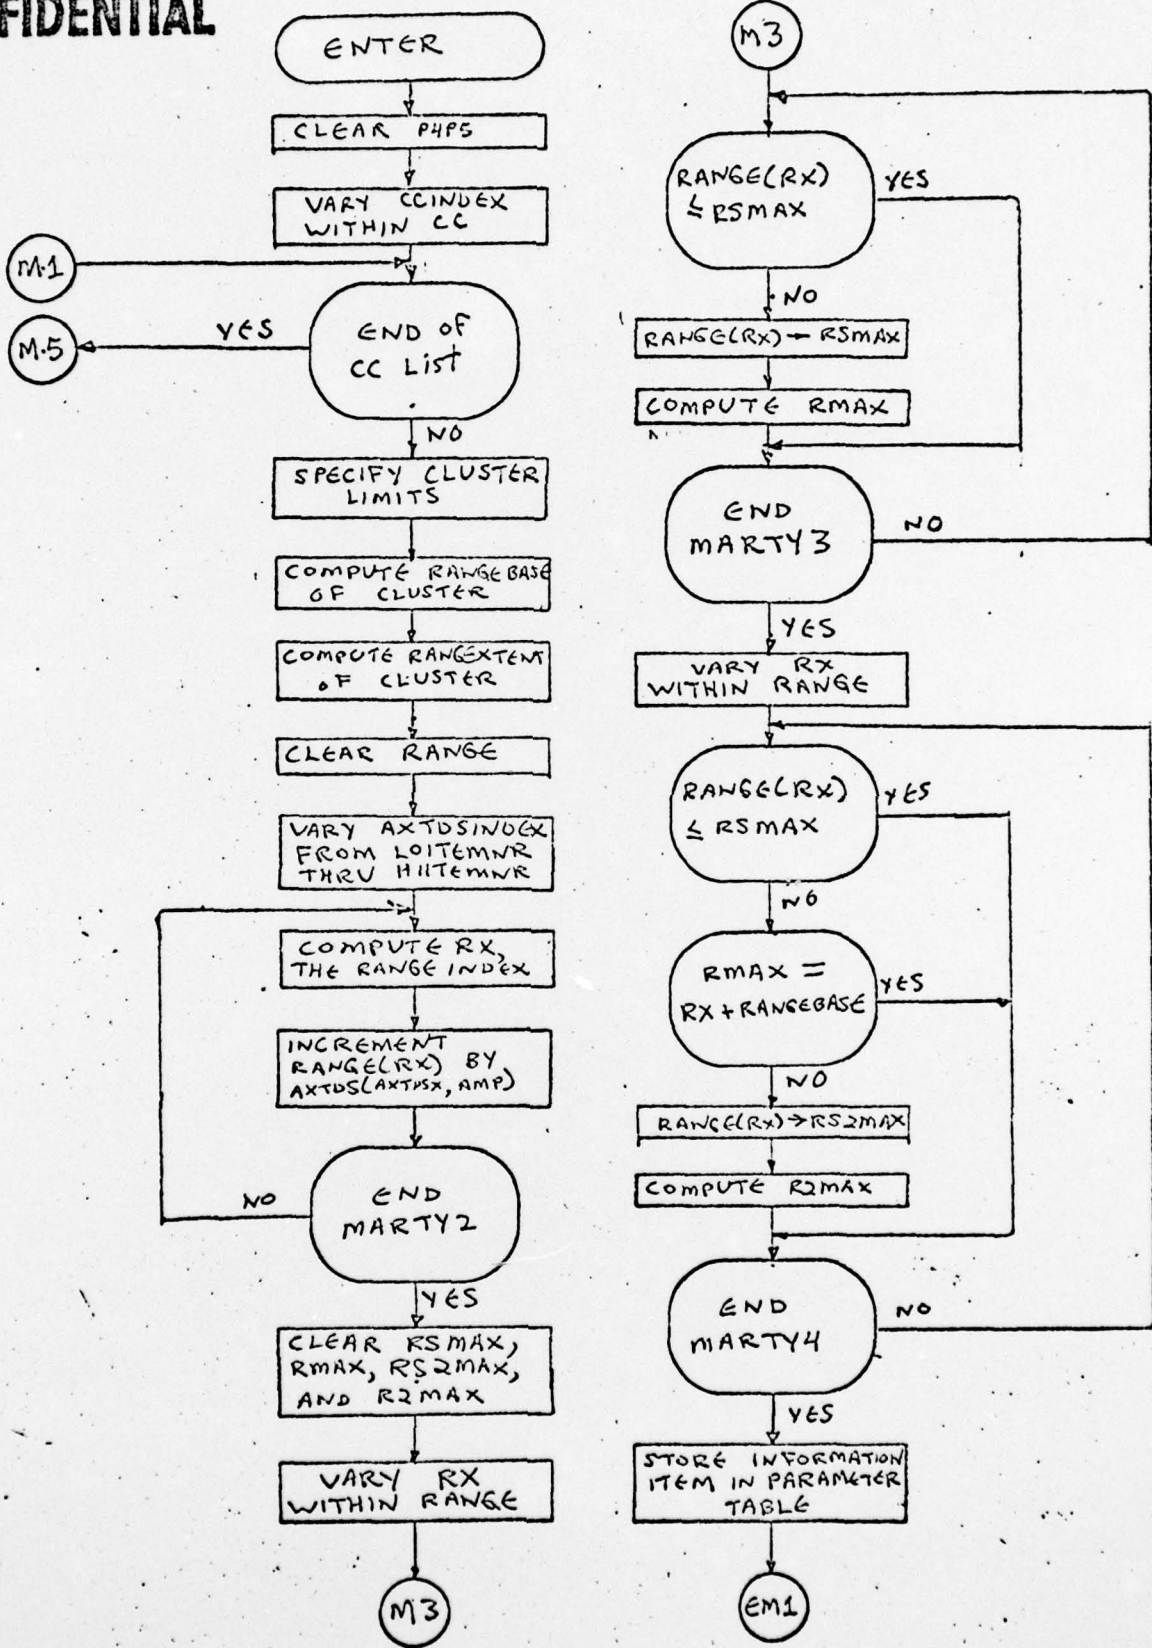 FIDENTIAL
ENTER
CLEAR P4P5
VARY CCINDEX
WITHIN CC
M.1
END OF
CC LIST
YES
M.5
NO
SPECIFY CLUSTER
LIMITS
COMPUTE RANGEBASE
OF CLUSTER
COMPUTE RANGEXTENT
OF CLUSTER
CLEAR RANGE
VARY AXTDSINDEX
FROM LOITEMNR
THRU HIITEMNR
COMPUTE RX,
THE RANGE INDEX
INCREMENT
RANGE(RX) BY
AXTDS(AXTDSX, AMP)
END
MARTY2
NO
YES
CLEAR RSMAX,
RMAX, RS2MAX,
AND R2MAX
VARY RX
WITHIN RANGE
M3
M3
RANGE(RX)
≤ RSMAX
YES
NO
RANGE(RX) → RSMAX
COMPUTE RMAX
END
MARTY3
NO
YES
VARY RX
WITHIN RANGE
RANGE(RX)
≤ RSMAX
YES
NO
RMAX =
RX + RANGEBASE
YES
NO
RANGE(RX) → RS2MAX
COMPUTE R2MAX
END
MARTY4
NO
YES
STORE INFORMATION
ITEM IN PARAMETER
TABLE
EM1